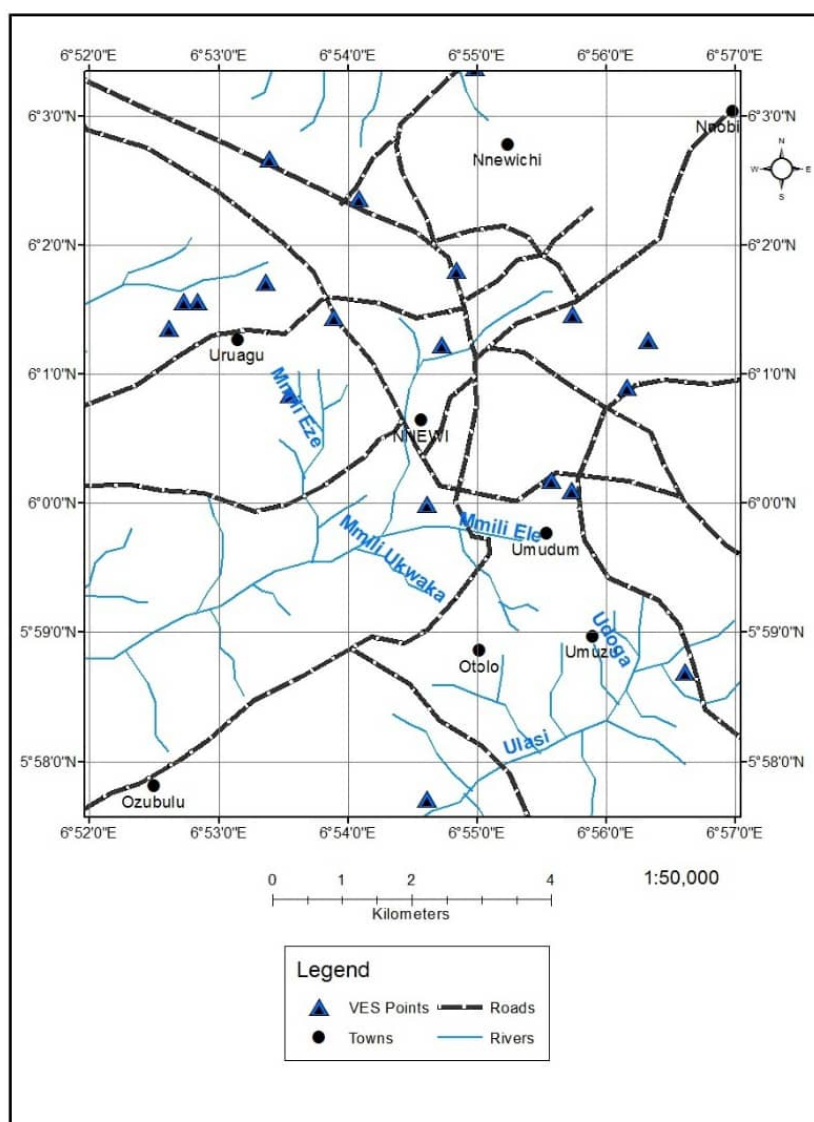 6°52'0"E 6°53'0"E 6°54'0"E 6°55'0"E 6°56'0"E 6°57'0"E
6°3'0"N 6°3'0"N
Nnobi
Nnewichi
N
W E
S
6°2'0"N 6°2'0"N
Uruagu
6°1'0"N 6°1'0"N
Mmili Eze
NNEWI
6°0'0"N 6°0'0"N
Mmili Ele
Umudum
Mmili Ukwaka
5°59'0"N 5°59'0"N
Udoga
Otolo
Umuzu
Ulasi
5°58'0"N 5°58'0"N
Ozubulu
6°52'0"E 6°53'0"E 6°54'0"E 6°55'0"E 6°56'0"E 6°57'0"E
0 1 2 4
Kilometers
1:50,000
Legend
VES Points Roads
Towns Rivers